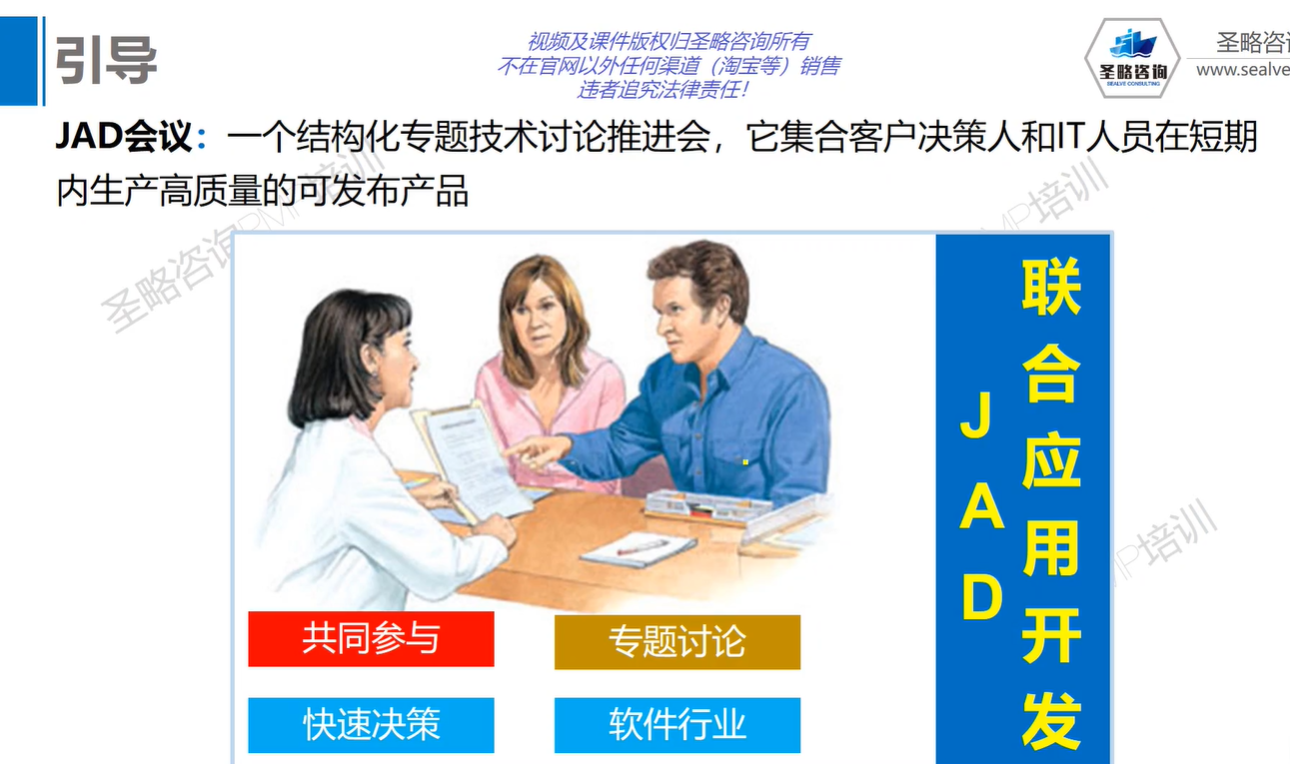 引导
视频及课件版权归圣略咨询所有
不在官网以外任何渠道（淘宝等）销售
违者追究法律责任！
圣略咨询
SEALVE CONSULTING
圣略咨
www.sealve
JAD会议：一个结构化专题技术讨论推进会，它集合客户决策人和IT人员在短期
内生产高质量的可发布产品
圣略咨询PMP培训
MP培训
MP培训
联合应用开发
JAD
共同参与
专题讨论
快速决策
软件行业